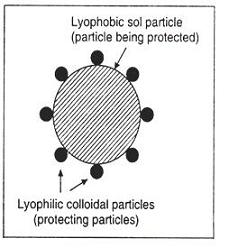 Lyophobic sol particle
(particle being protected)
Lyophilic colloidal particles
(protecting particles)